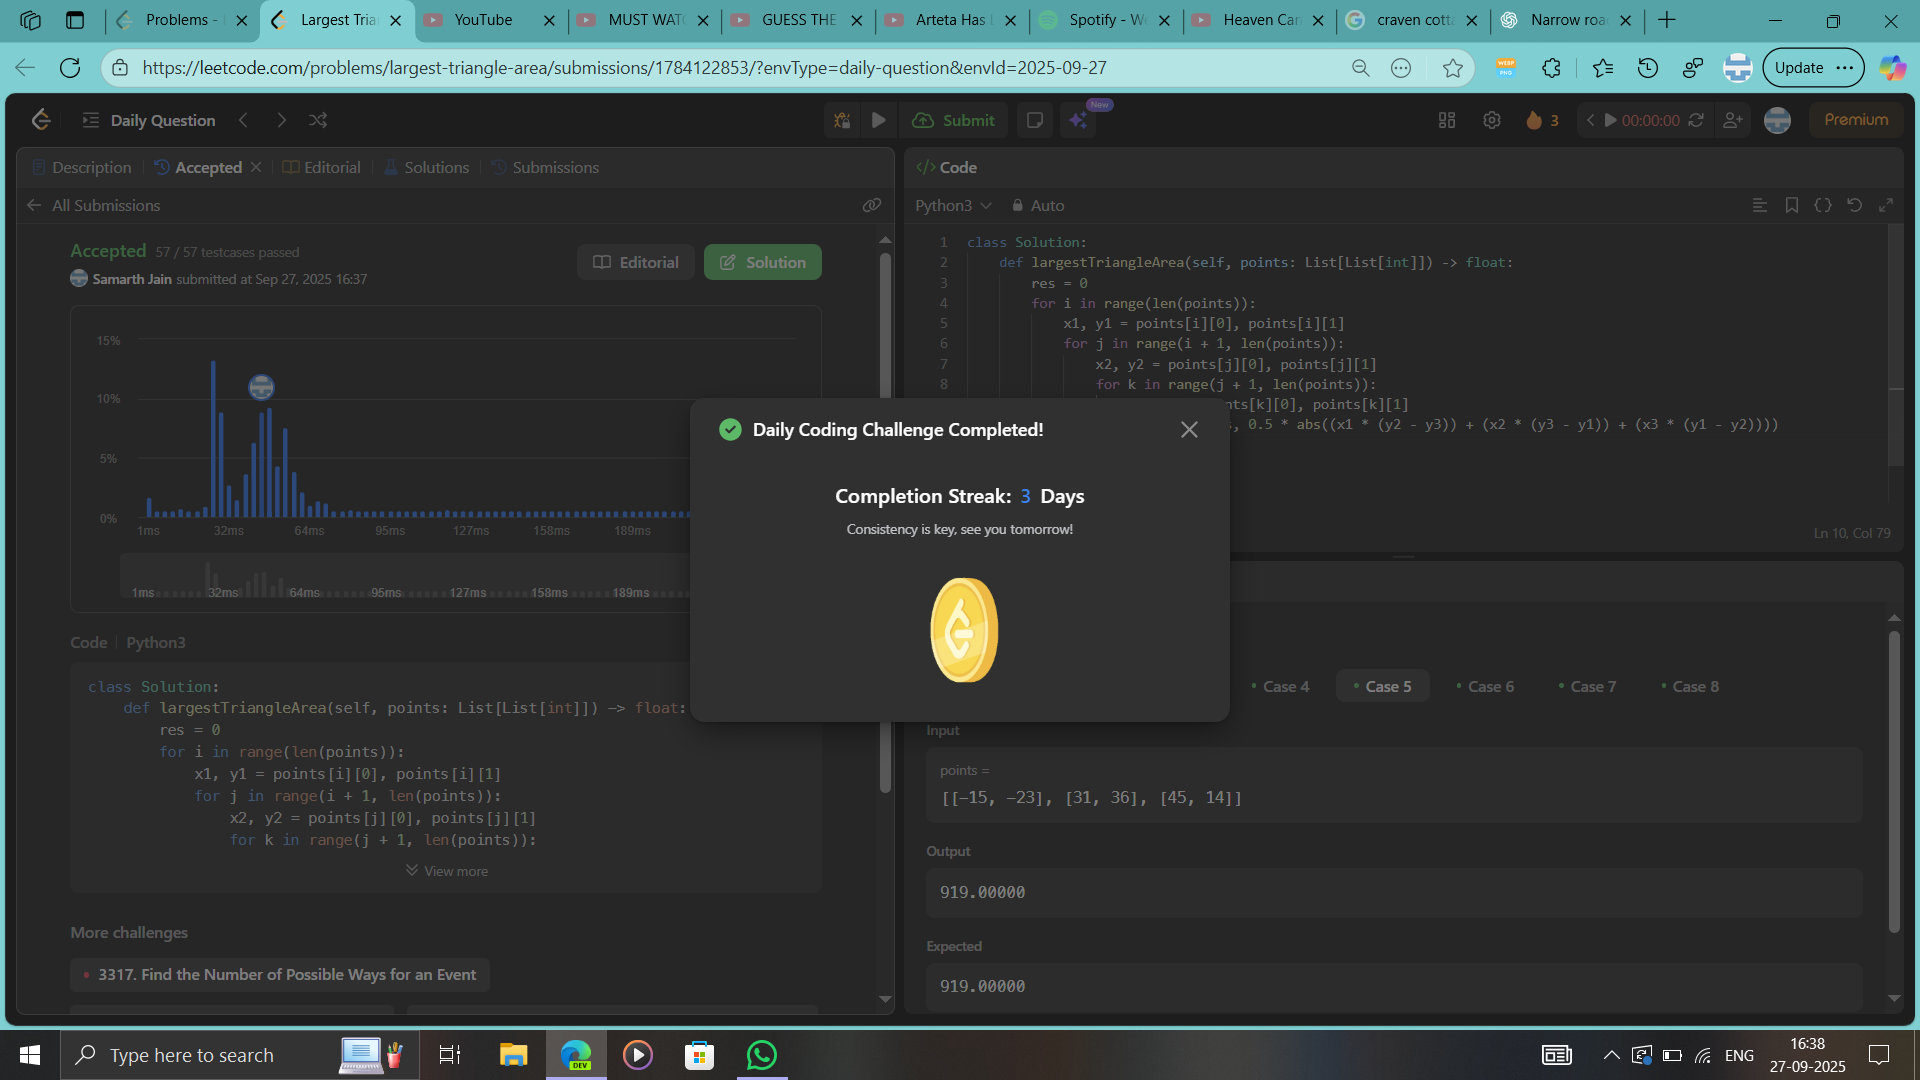 Problems -
Largest Tria
YouTube
MUST WAT
GUESS THE
Arteta Has
Spotify - We
Heaven Car
craven cotta
Narrow roa
https://leetcode.com/problems/largest-triangle-area/submissions/1784122853/?envType=daily-question&envId=2025-09-27
Update
Daily Question
Submit
New
3
00:00:00
Premium
Description
Accepted
Editorial
Solutions
Submissions
All Submissions
Accepted 57 / 57 testcases passed
Samarth Jain submitted at Sep 27, 2025 16:37
Editorial
Solution
15%
10%
5%
0%
1ms 32ms 64ms 95ms 127ms 158ms 189ms
1ms 32ms 64ms 95ms 127ms 158ms 189ms
Code | Python3
class Solution:
def largestTriangleArea(self, points: List[List[int]]) -> float:
res = 0
for i in range(len(points)):
x1, y1 = points[i][0], points[i][1]
for j in range(i + 1, len(points)):
x2, y2 = points[j][0], points[j][1]
for k in range(j + 1, len(points)):
View more
More challenges
3317. Find the Number of Possible Ways for an Event
Code
Python3
Auto
1 class Solution:
2 def largestTriangleArea(self, points: List[List[int]]) -> float:
3 res = 0
4 for i in range(len(points)):
5 x1, y1 = points[i][0], points[i][1]
6 for j in range(i + 1, len(points)):
7 x2, y2 = points[j][0], points[j][1]
8 for k in range(j + 1, len(points)):
nts[k][0], points[k][1]
, 0.5 * abs((x1 * (y2 - y3)) + (x2 * (y3 - y1)) + (x3 * (y1 - y2))))
Ln 10, Col 79
Daily Coding Challenge Completed!
Completion Streak: 3 Days
Consistency is key, see you tomorrow!
Case 4
Case 5
Case 6
Case 7
Case 8
Input
points =
[[-15, -23], [31, 36], [45, 14]]
Output
919.00000
Expected
919.00000
Type here to search
DEV
ENG
16:38
27-09-2025